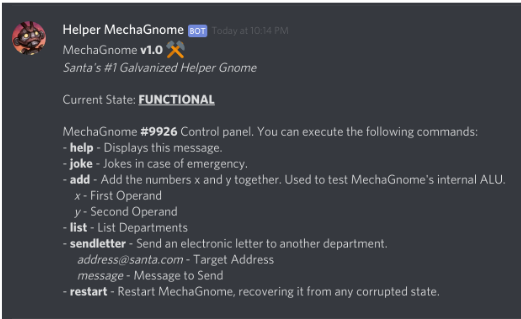 Helper MechaGnome BOT Today at 10:14 PM
MechaGnome v1.0
Santa's #1 Galvanized Helper Gnome
Current State: FUNCTIONAL
MechaGnome #9926 Control panel. You can execute the following commands:
- help - Displays this message.
- joke - Jokes in case of emergency.
- add - Add the numbers x and y together. Used to test MechaGnome's internal ALU.
x - First Operand
y - Second Operand
- list - List Departments
- sendletter - Send an electronic letter to another department.
address@santa.com - Target Address
message - Message to Send
- restart - Restart MechaGnome, recovering it from any corrupted state.